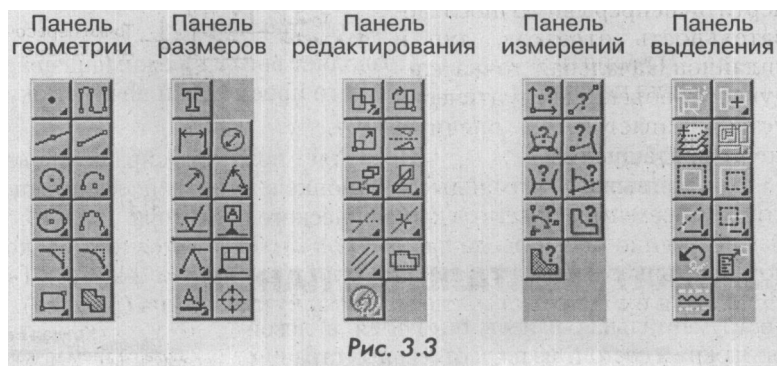 Панель геометрии
Панель размеров
Панель редактирования
Панель измерений
Панель выделения
Рис. 3.3